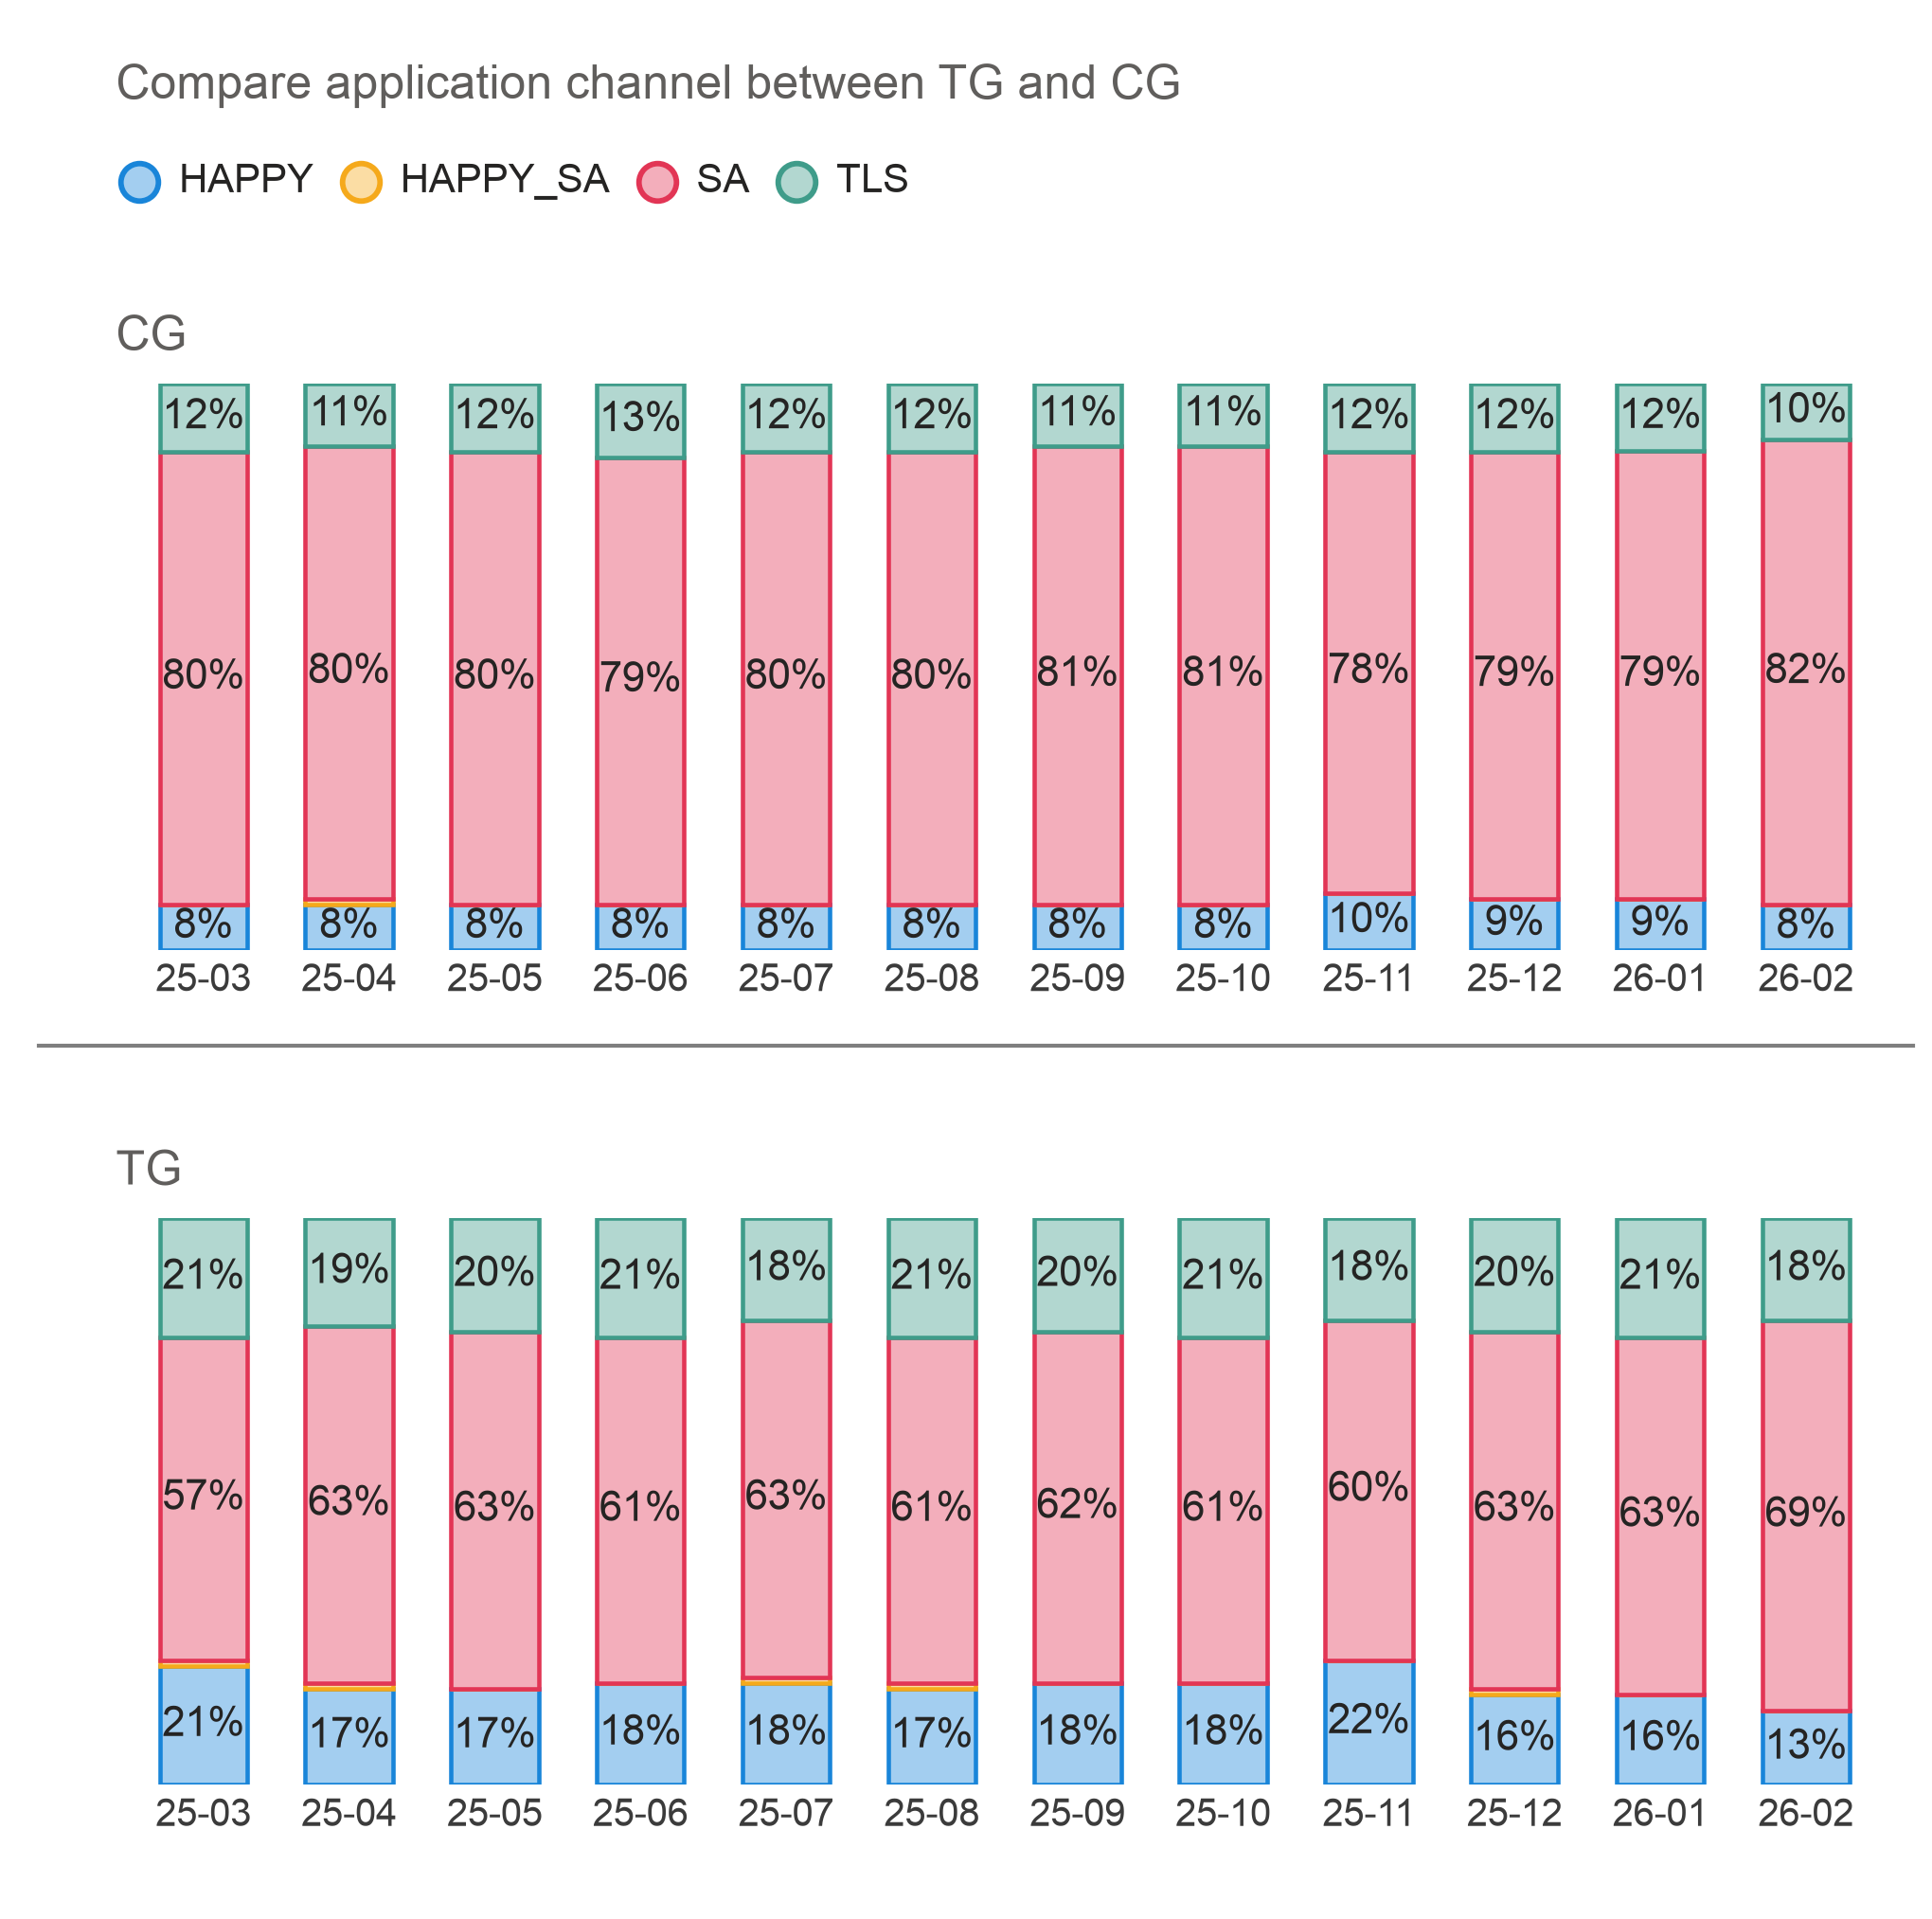 Compare application channel between TG and CG
HAPPY HAPPY_SA SA TLS
CG
12% 11% 12% 13% 12% 12% 11% 11% 12% 12% 12% 10%
80% 80% 80% 79% 80% 80% 81% 81% 78% 79% 79% 82%
8% 8% 8% 8% 8% 8% 8% 8% 10% 9% 9% 8%
25-03 25-04 25-05 25-06 25-07 25-08 25-09 25-10 25-11 25-12 26-01 26-02
TG
21% 19% 20% 21% 18% 21% 20% 21% 18% 20% 21% 18%
57% 63% 63% 61% 63% 61% 62% 61% 60% 63% 63% 69%
21% 17% 17% 18% 18% 17% 18% 18% 22% 16% 16% 13%
25-03 25-04 25-05 25-06 25-07 25-08 25-09 25-10 25-11 25-12 26-01 26-02